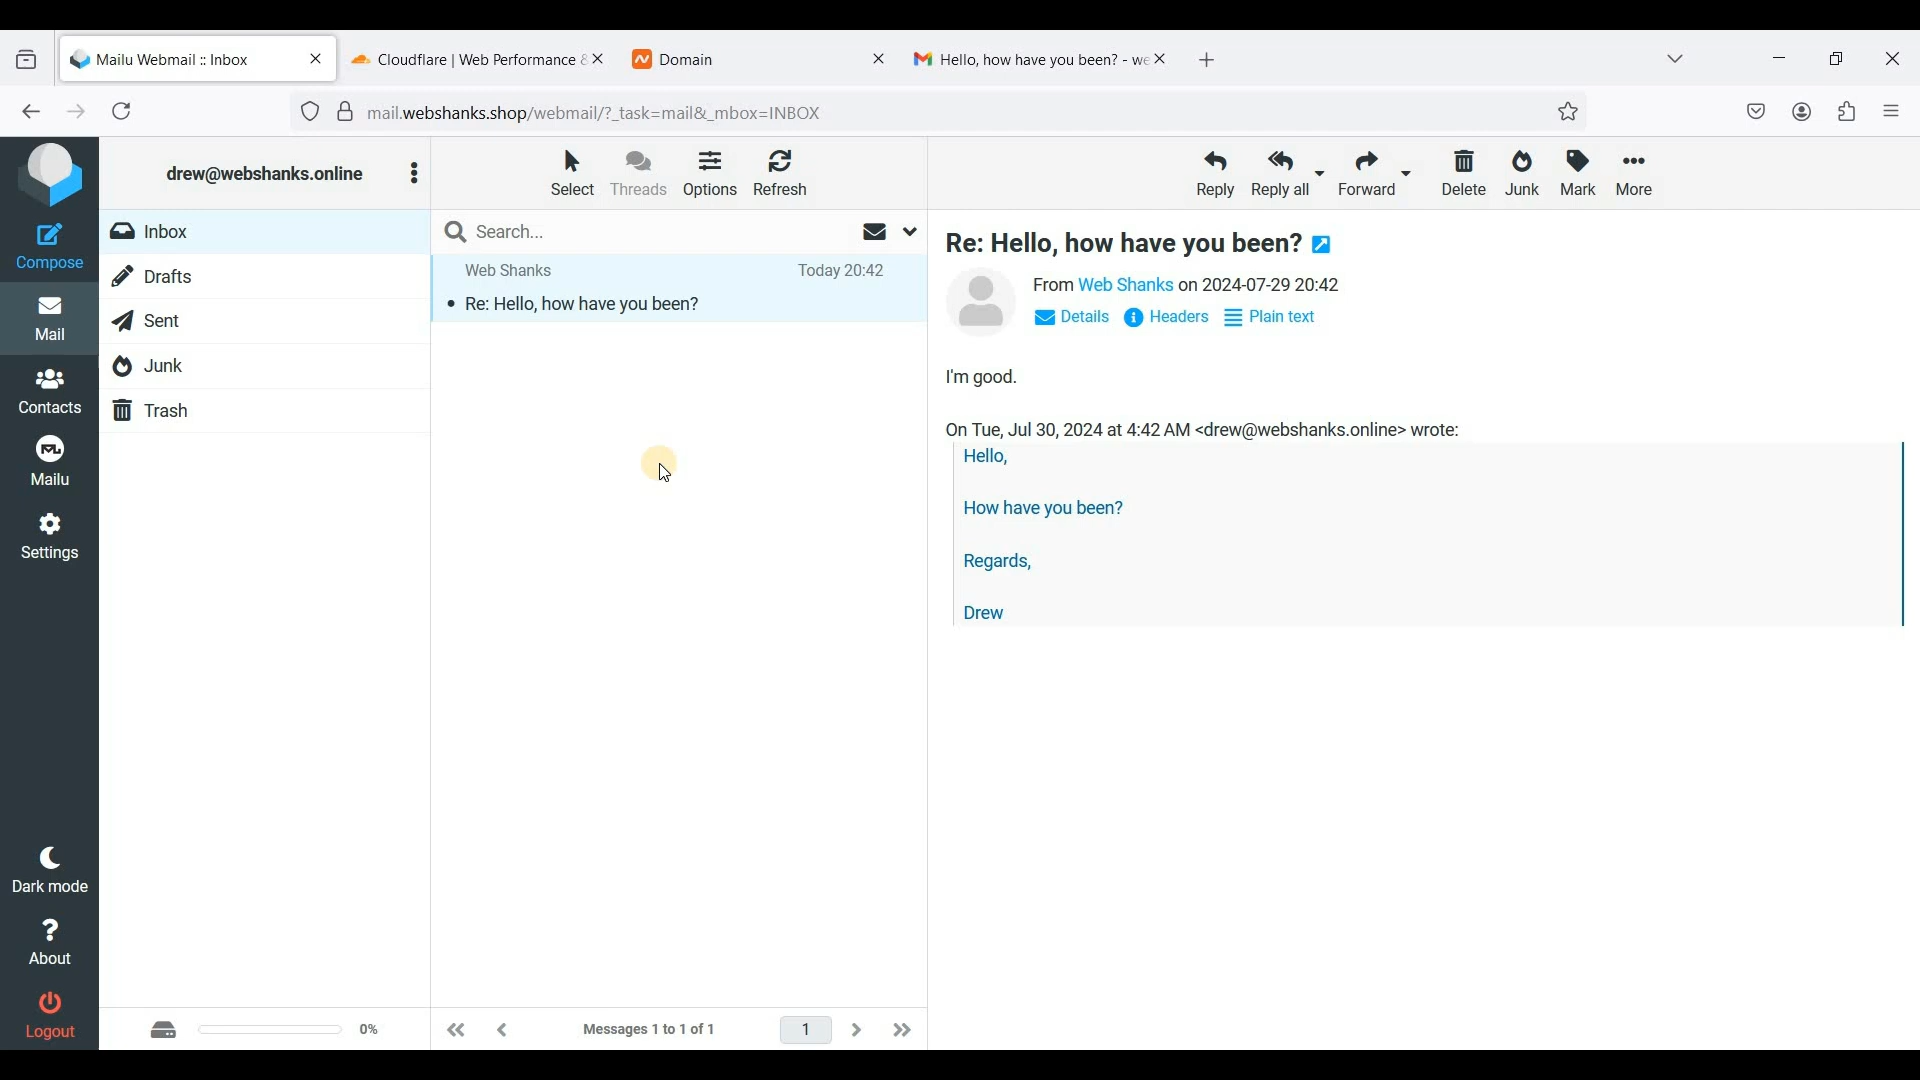 Mailu Webmail :: Inbox
Cloudflare | Web Performance &
Domain
Hello, how have you been? - we
mail.webshanks.shop/webmail/?_task=mail&_mbox=INBOX
drew@webshanks.online
Select
Threads
Options
Refresh
Reply
Reply all
Forward
Delete
Junk
Mark
More
Compose
Mail
Contacts
Mailu
Settings
Dark mode
About
Logout
Inbox
Drafts
Sent
Junk
Trash
0%
Search...
Web Shanks
Today 20:42
Re: Hello, how have you been?
Messages 1 to 1 of 1
1
Re: Hello, how have you been?
From Web Shanks on 2024-07-29 20:42
Details
Headers
Plain text
I'm good.
On Tue, Jul 30, 2024 at 4:42 AM <drew@webshanks.online> wrote:
Hello,
How have you been?
Regards,
Drew